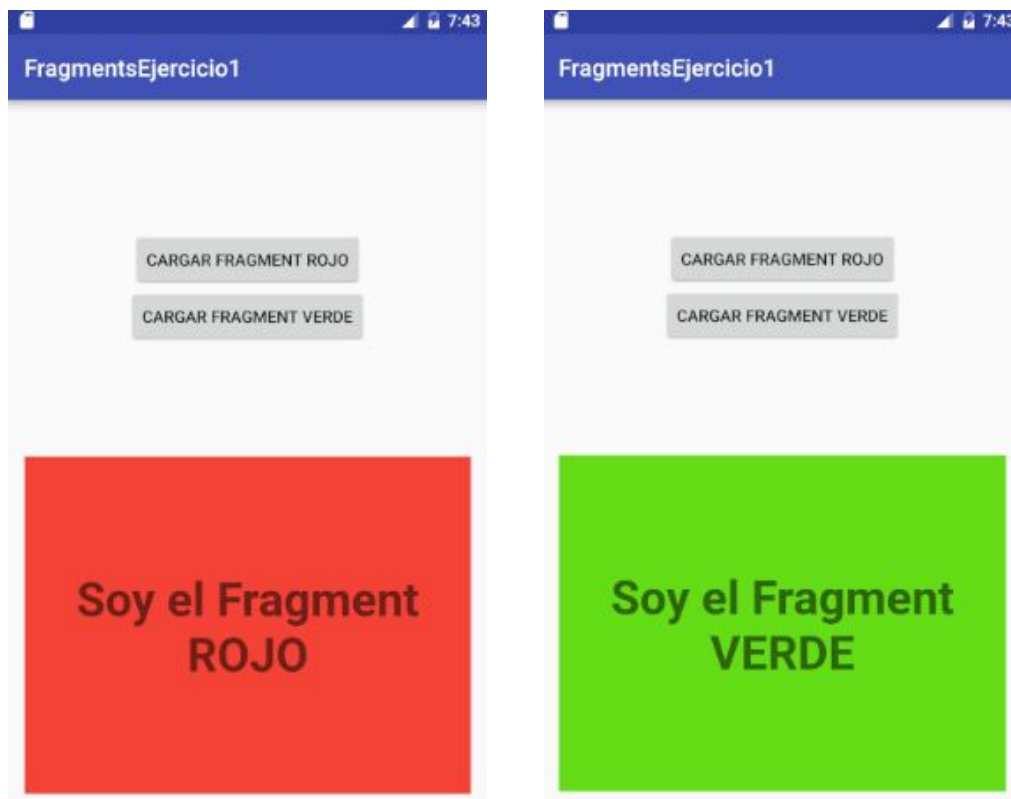 7:43
FragmentsEjercicio1
CARGAR FRAGMENT ROJO
CARGAR FRAGMENT VERDE
Soy el Fragment
ROJO
7:43
FragmentsEjercicio1
CARGAR FRAGMENT ROJO
CARGAR FRAGMENT VERDE
Soy el Fragment
VERDE